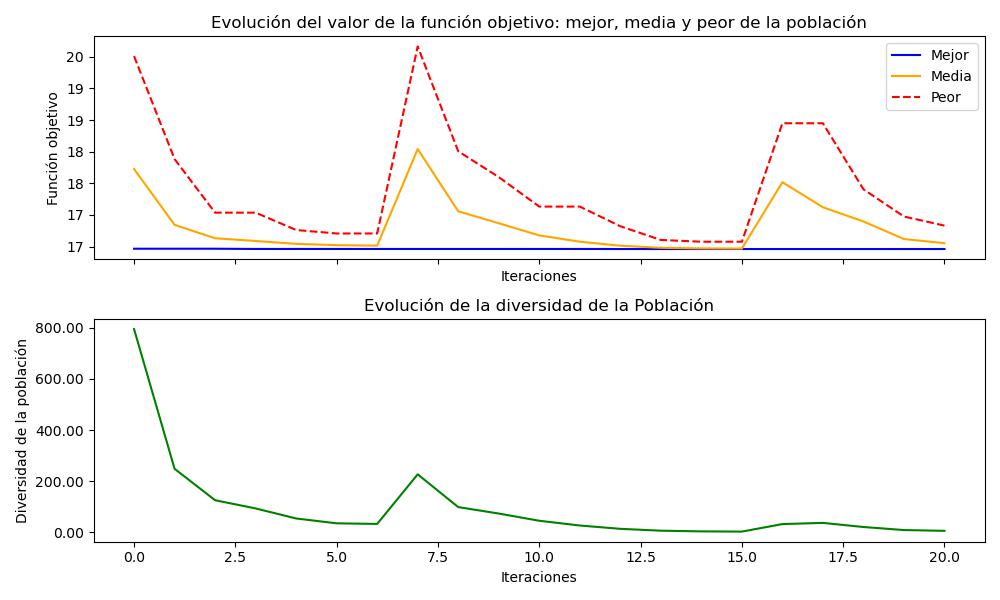 Evolución del valor de la función objetivo: mejor, media y peor de la población
20
19
19
18
18
17
17
Función objetivo
Mejor
Media
Peor
Iteraciones
Evolución de la diversidad de la Población
800.00
600.00
400.00
200.00
0.00
Diversidad de la población
0.0 2.5 5.0 7.5 10.0 12.5 15.0 17.5 20.0
Iteraciones